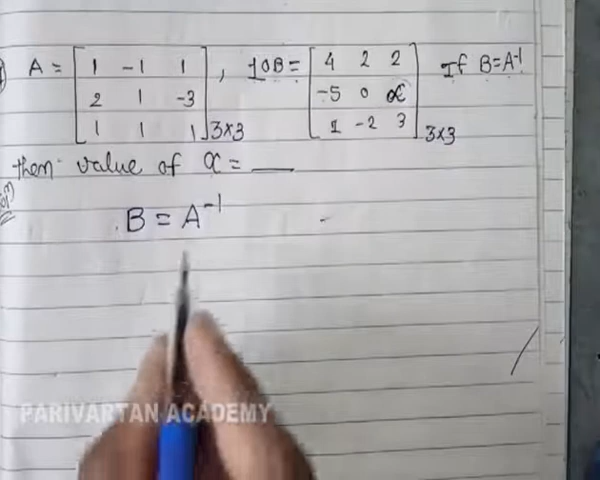 A = [ 1 -1 1 , 10B = [ 4 2 2 If B=A⁻¹
2 1 -3 -5 0 α
1 1 1 ]3×3 1 -2 3 ]3×3
then value of α = ___
B = A⁻¹
PARIVARTAN ACADEMY